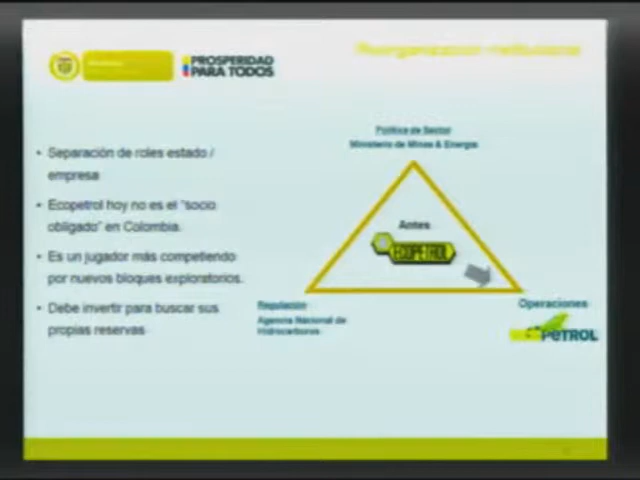 PROSPERIDAD
PARA TODOS
Reorganización Institucional
• Separación de roles estado /
empresa
• Ecopetrol hoy no es el "socio
obligado" en Colombia.
• Es un jugador más compitiendo
por nuevos bloques exploratorios.
• Debe invertir para buscar sus
propias reservas
Política de Sector
Ministerio de Minas & Energía
Antes
ECOPETROL
Regulación
Agencia Nacional de
Hidrocarburos
Operaciones
ECOPETROL